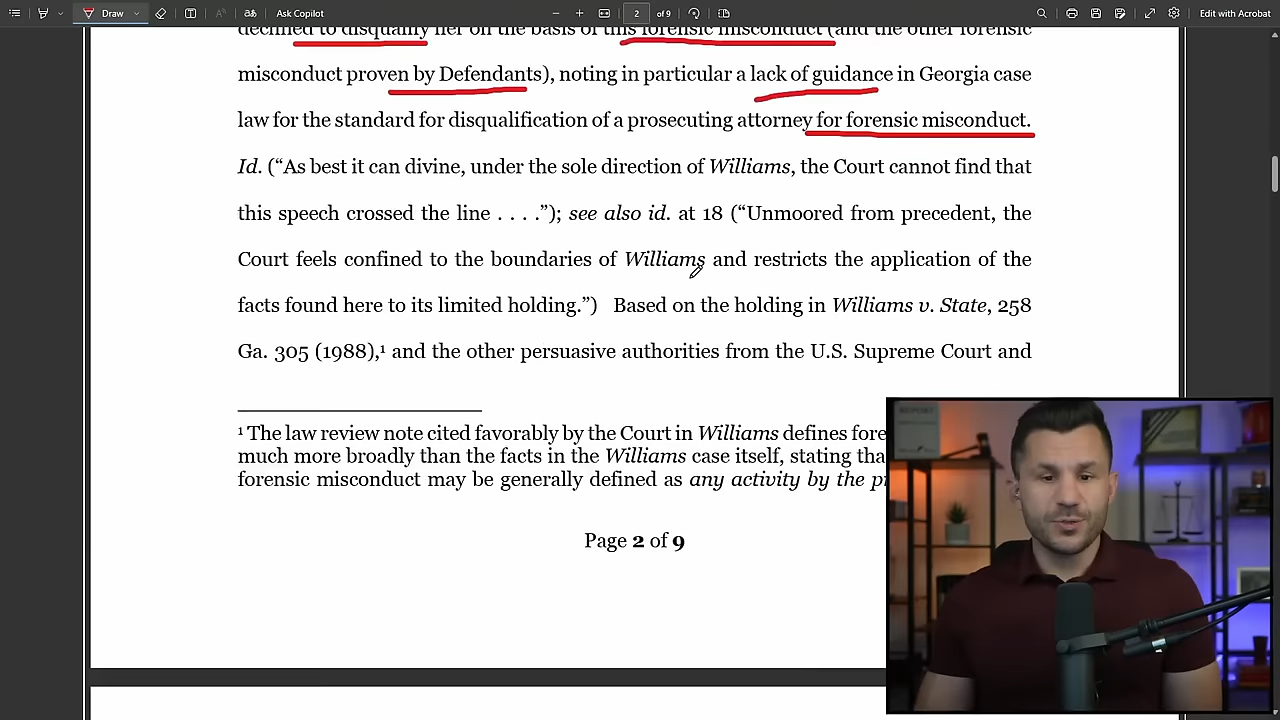 Draw
Ask Copilot
2 of 9
Edit with Acrobat
declined to disqualify her on the basis of this forensic misconduct (and the other forensic
misconduct proven by Defendants), noting in particular a lack of guidance in Georgia case
law for the standard for disqualification of a prosecuting attorney for forensic misconduct.
Id. (“As best it can divine, under the sole direction of Williams, the Court cannot find that
this speech crossed the line . . . .”); see also id. at 18 (“Unmoored from precedent, the
Court feels confined to the boundaries of Williams and restricts the application of the
facts found here to its limited holding.”) Based on the holding in Williams v. State, 258
Ga. 305 (1988),¹ and the other persuasive authorities from the U.S. Supreme Court and
¹ The law review note cited favorably by the Court in Williams defines
much more broadly than the facts in the Williams case itself, stating
forensic misconduct may be generally defined as any activity by the
Page 2 of 9